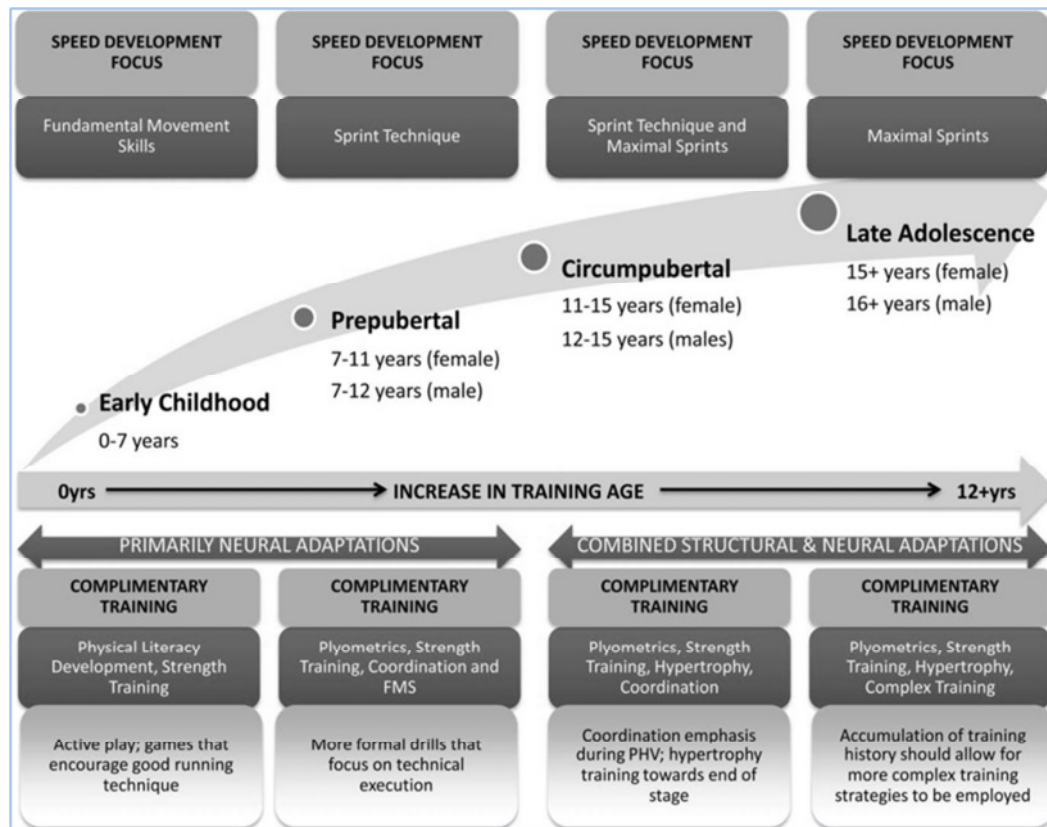 SPEED DEVELOPMENT
FOCUS
Fundamental Movement
Skills
SPEED DEVELOPMENT
FOCUS
Sprint Technique
SPEED DEVELOPMENT
FOCUS
Sprint Technique and
Maximal Sprints
SPEED DEVELOPMENT
FOCUS
Maximal Sprints
Early Childhood
0-7 years
Prepubertal
7-11 years (female)
7-12 years (male)
Circumpubertal
11-15 years (female)
12-15 years (males)
Late Adolescence
15+ years (female)
16+ years (male)
0yrs INCREASE IN TRAINING AGE 12+yrs
PRIMARILY NEURAL ADAPTATIONS
COMBINED STRUCTURAL & NEURAL ADAPTATIONS
COMPLIMENTARY
TRAINING
Physical Literacy
Development, Strength
Training
Active play; games that
encourage good running
technique
COMPLIMENTARY
TRAINING
Plyometrics, Strength
Training, Coordination and
FMS
More formal drills that
focus on technical
execution
COMPLIMENTARY
TRAINING
Plyometrics, Strength
Training, Hypertrophy,
Coordination
Coordination emphasis
during PHV; hypertrophy
training towards end of
stage
COMPLIMENTARY
TRAINING
Plyometrics, Strength
Training, Hypertrophy,
Complex Training
Accumulation of training
history should allow for
more complex training
strategies to be employed